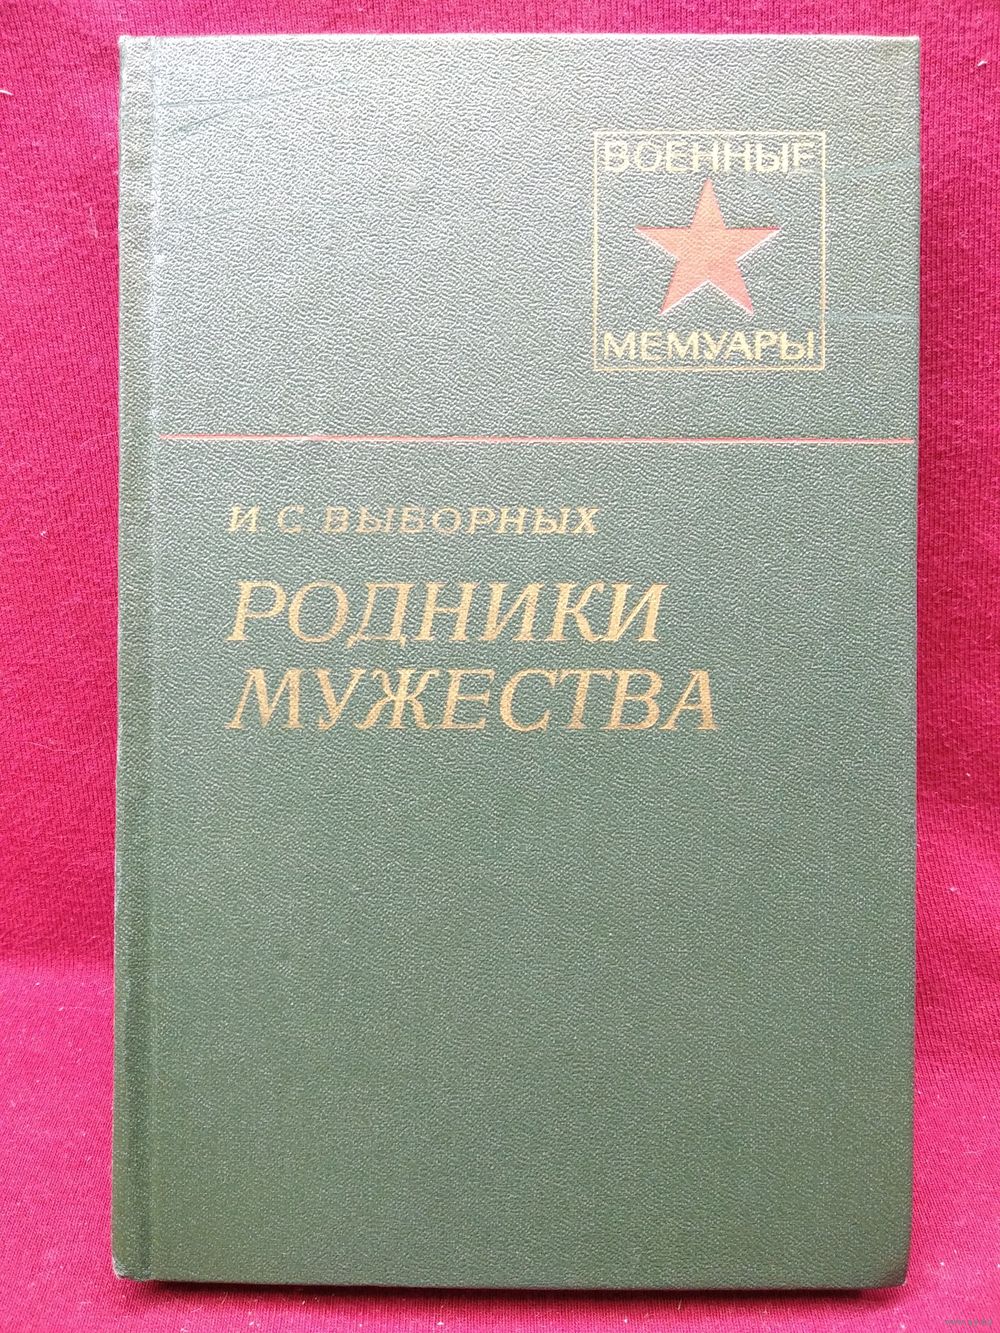 ВОЕННЫЕ
МЕМУАРЫ
И С ВЫБОРНЫХ
РОДНИКИ
МУЖЕСТВА